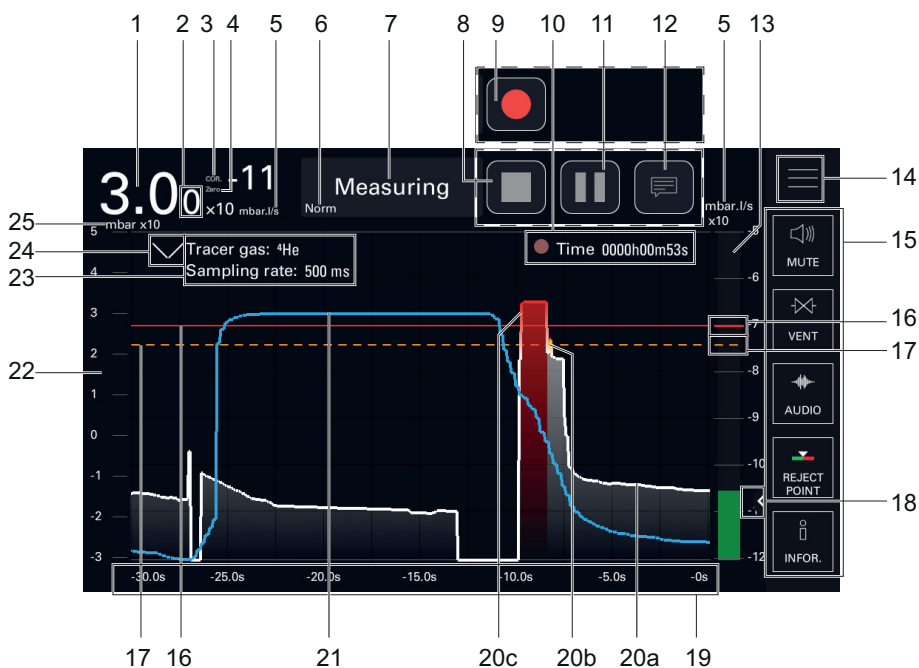 1 2 3 4 5 6 7 8 9 10 11 12 5 13
3.00 COR. Zero -11
x10 mbar.l/s
Norm
Measuring
mbar.l/s
x10
14
25
mbar x10
24
Tracer gas: ⁴He
23
Sampling rate: 500 ms
Time 0000h00m53s
MUTE
15
VENT
16
17
AUDIO
REJECT
POINT
18
INFOR.
22
5
4
3
2
1
0
-1
-2
-3
-5
-6
-7
-8
-9
-10
-12
-30.0s -25.0s -20.0s -15.0s -10.0s -5.0s -0s
17 16 21 20c 20b 20a 19